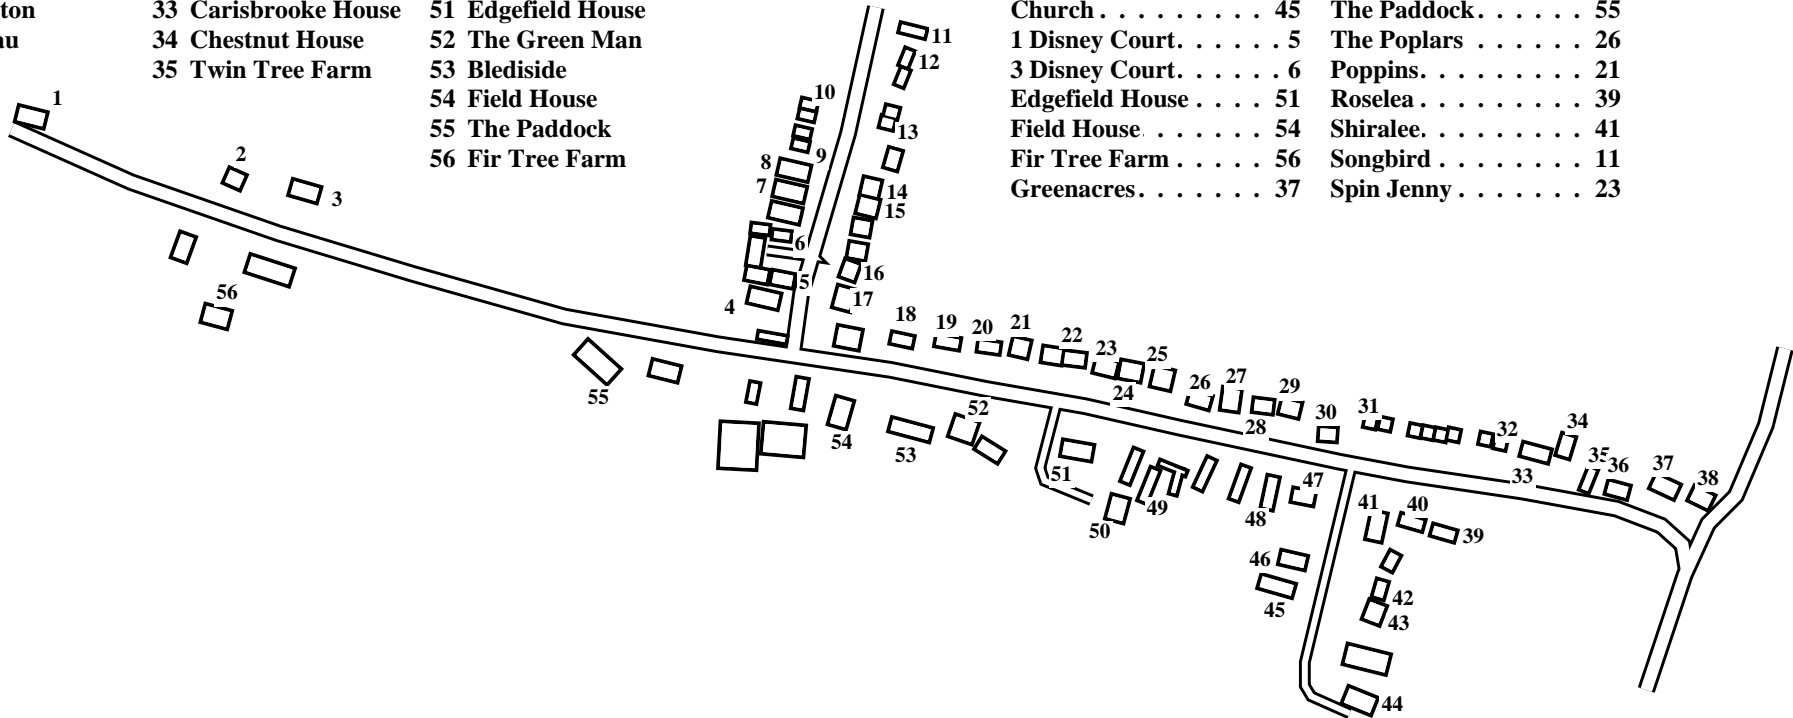 ton
au
33 Carisbrooke House
34 Chestnut House
35 Twin Tree Farm
51 Edgefield House
52 The Green Man
53 Blediside
54 Field House
55 The Paddock
56 Fir Tree Farm
Church . . . . . . . . . . 45
1 Disney Court. . . . . . 5
3 Disney Court. . . . . . 6
Edgefield House . . . . 51
Field House . . . . . . . 54
Fir Tree Farm . . . . . 56
Greenacres. . . . . . . . 37
The Paddock. . . . . . 55
The Poplars . . . . . . 26
Poppins. . . . . . . . . 21
Roselea . . . . . . . . . 39
Shiralee. . . . . . . . . 41
Songbird . . . . . . . . 11
Spin Jenny . . . . . . . 23
1
2
3
56
10
9
8
7
6
5
4
11
12
13
14
15
16
17
18
19
20
21
22
23
24
25
26
27
28
29
30
31
32
33
34
35
36
37
38
55
54
53
52
51
50
49
48
47
46
45
41
40
39
42
43
44